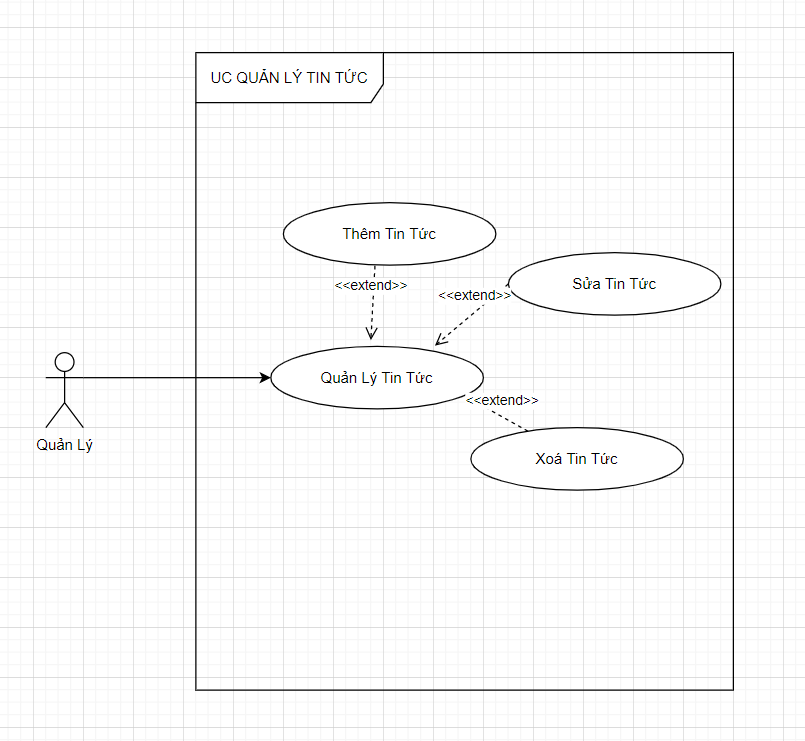 UC QUẢN LÝ TIN TỨC
Thêm Tin Tức
<<extend>>
Sửa Tin Tức
<<extend>>
Quản Lý Tin Tức
<<extend>>
Quản Lý
Xoá Tin Tức